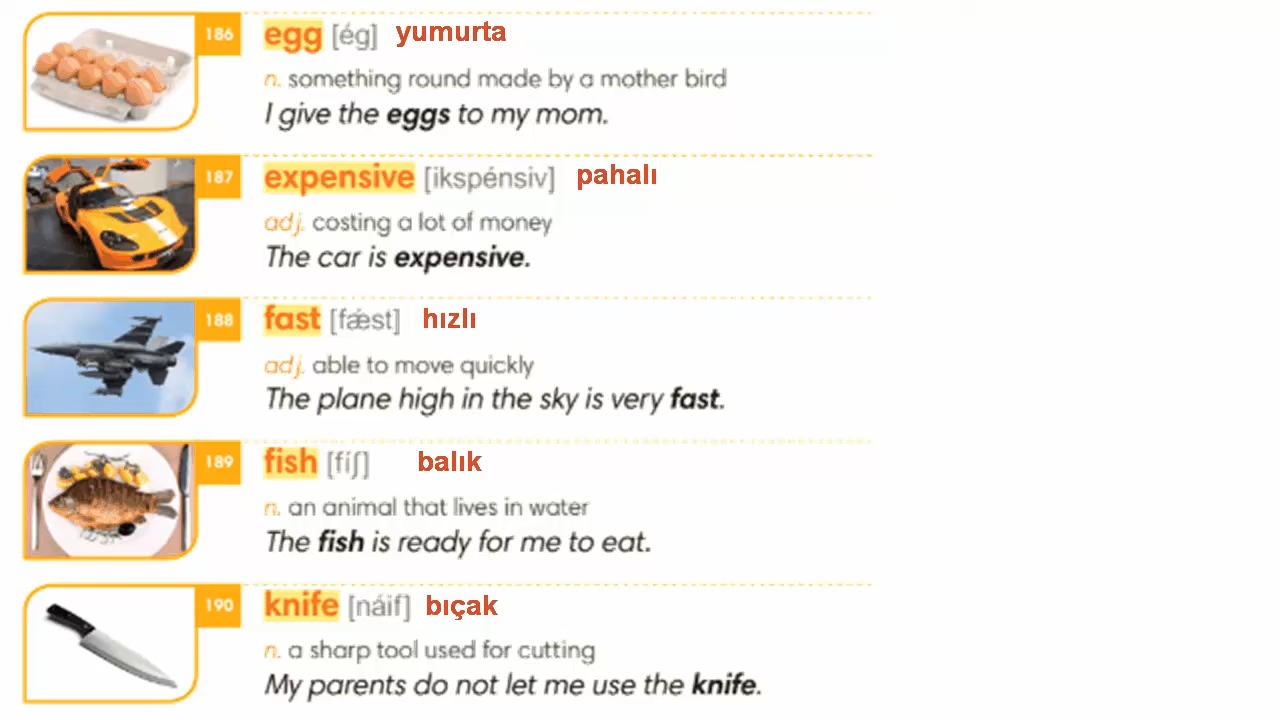 186 egg [ég] yumurta
n. something round made by a mother bird
I give the eggs to my mom.
187 expensive [ikspénsiv] pahalı
adj. costing a lot of money
The car is expensive.
188 fast [fǽst] hızlı
adj. able to move quickly
The plane high in the sky is very fast.
189 fish [fíʃ] balık
n. an animal that lives in water
The fish is ready for me to eat.
190 knife [náif] bıçak
n. a sharp tool used for cutting
My parents do not let me use the knife.